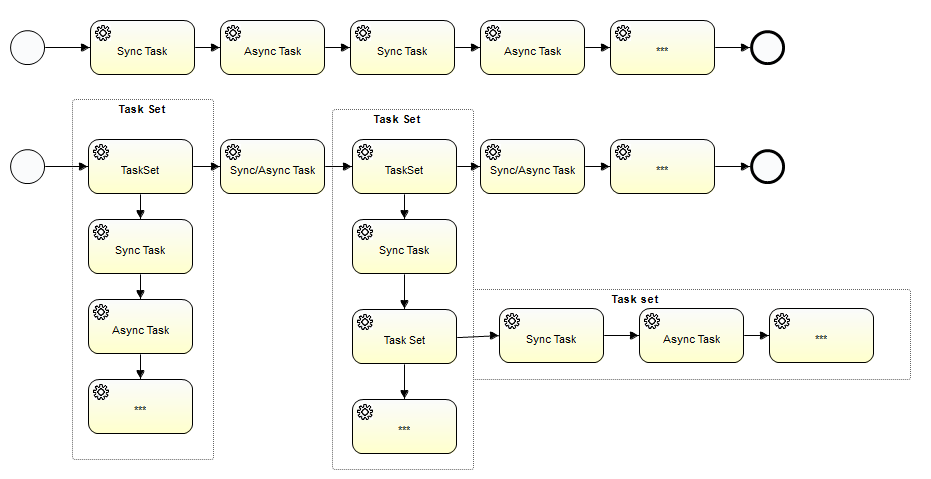 Sync Task
Async Task
Sync Task
Async Task
***
Task Set
Task Set
TaskSet
Sync/Async Task
TaskSet
Sync/Async Task
***
Sync Task
Sync Task
Task set
Async Task
Task Set
Sync Task
Async Task
***
***
***